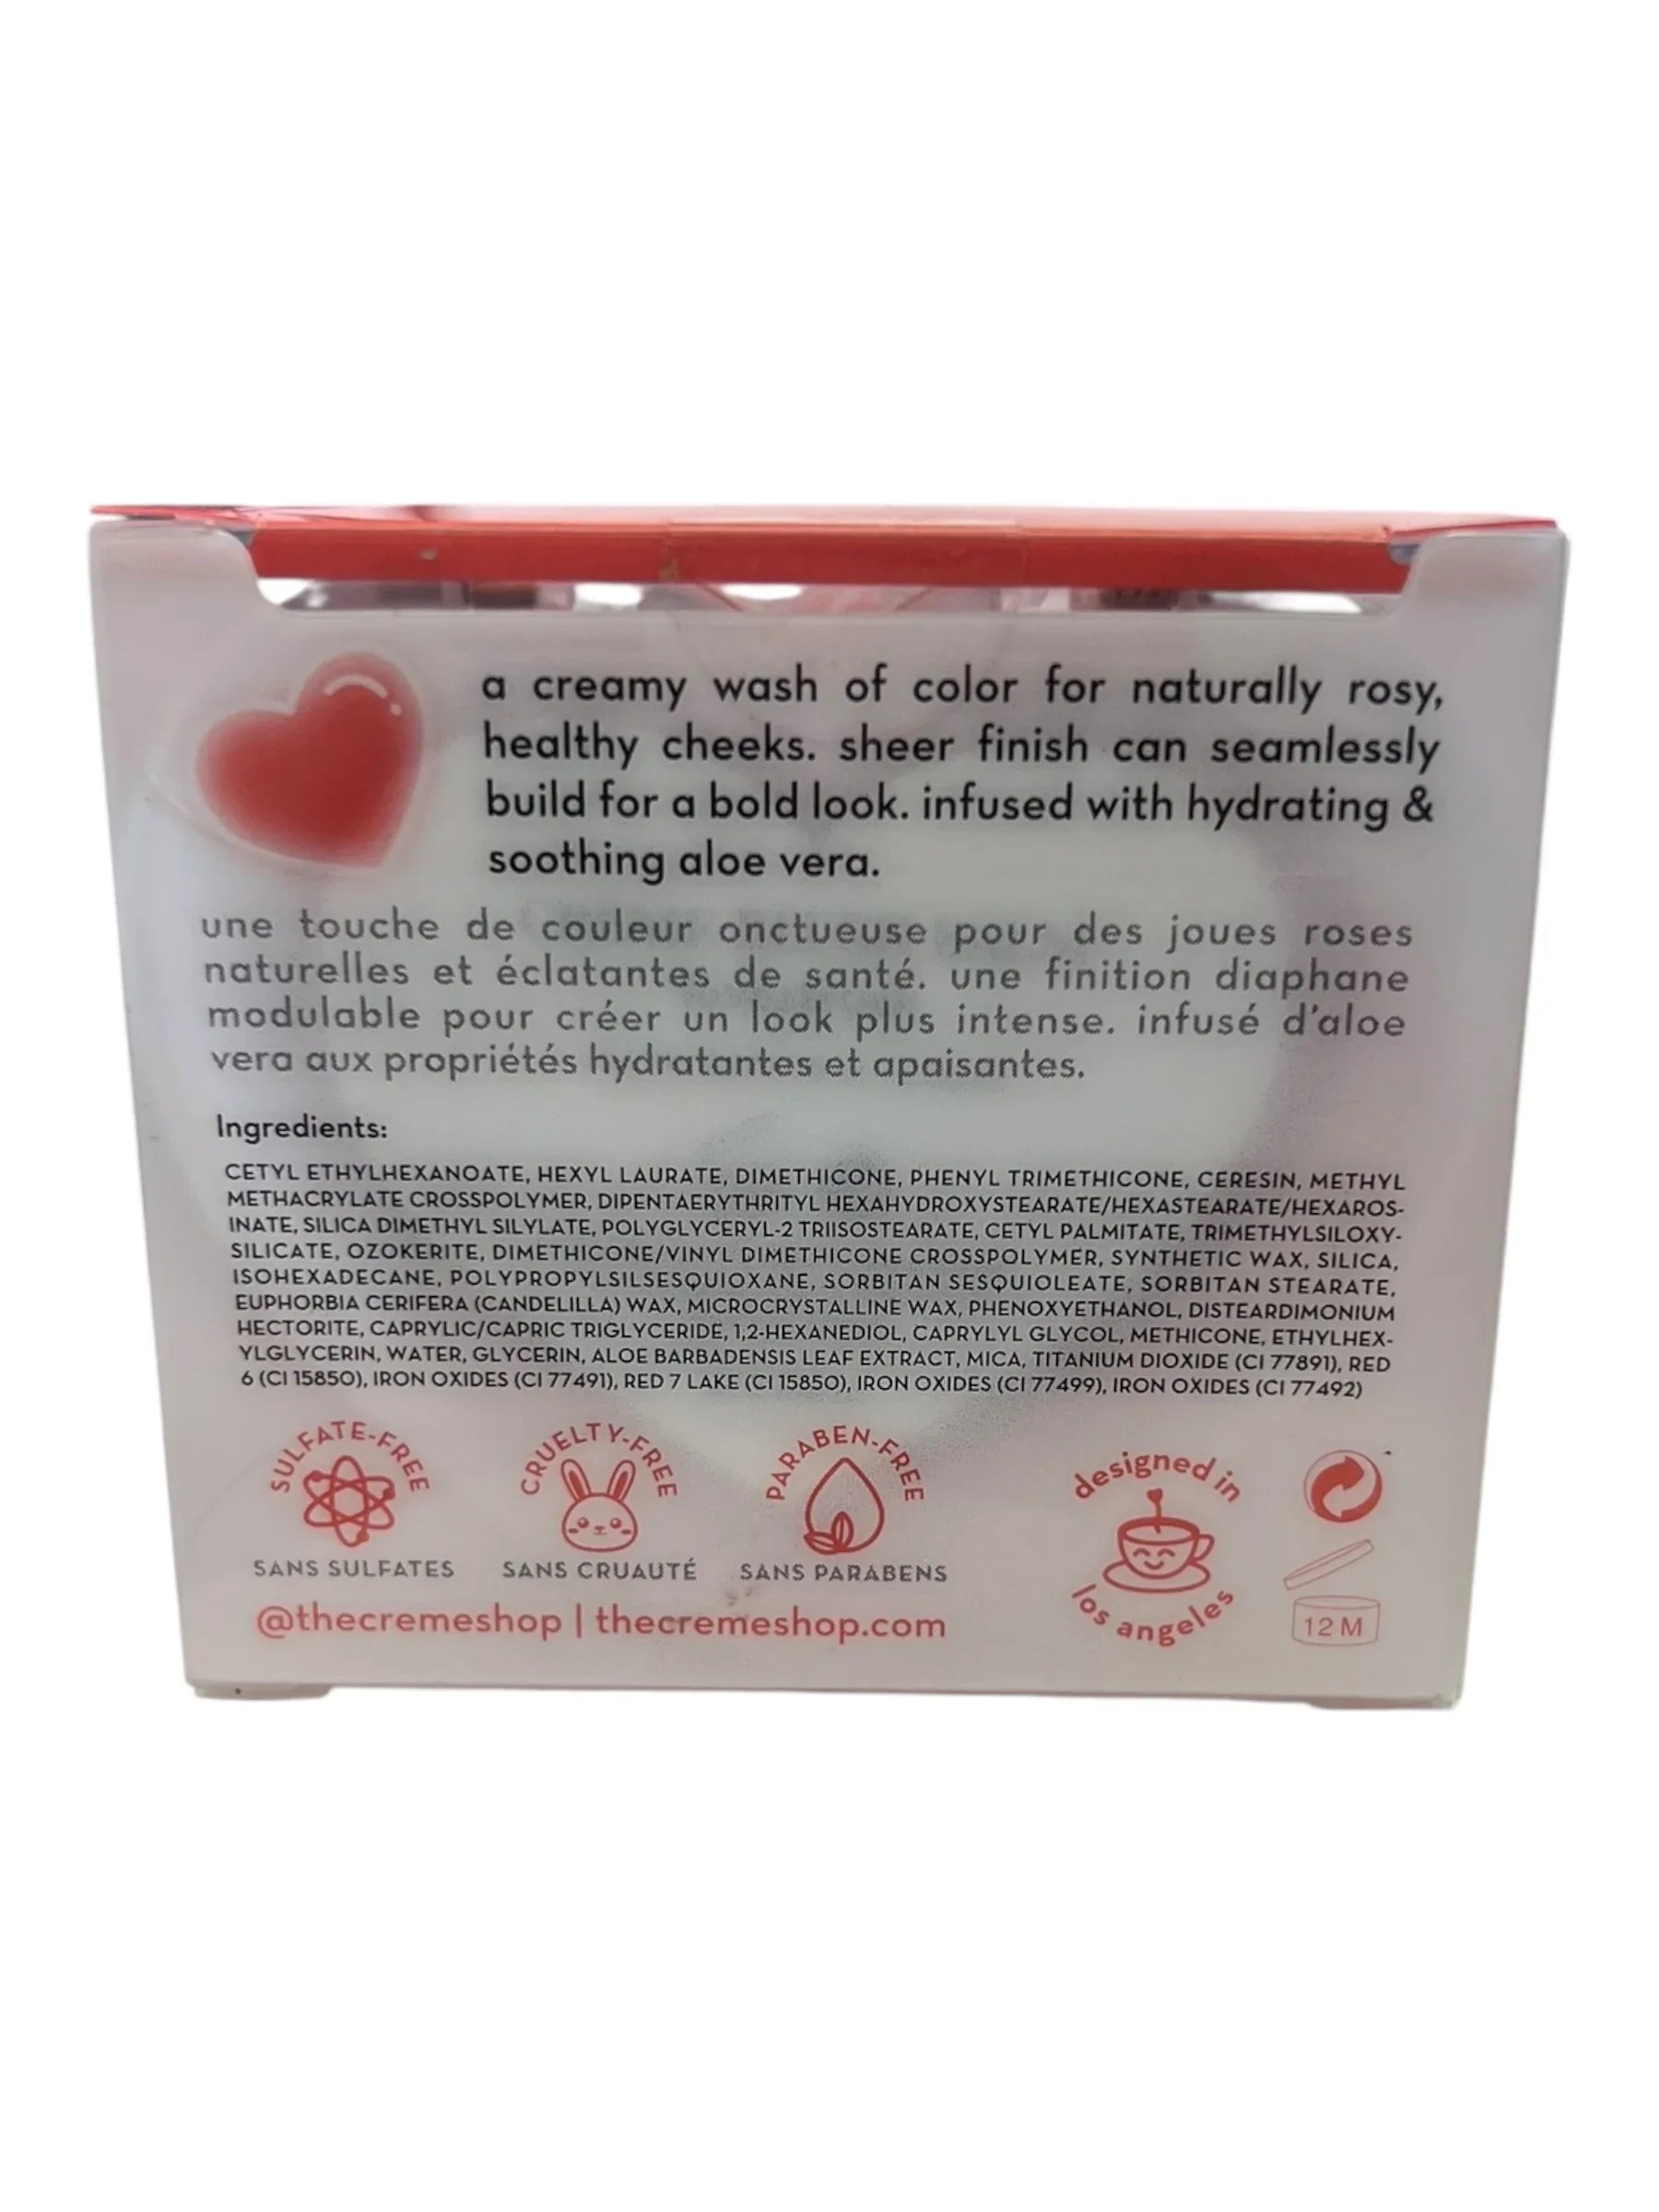 a creamy wash of color for naturally rosy,
healthy cheeks. sheer finish can seamlessly
build for a bold look. infused with hydrating &
soothing aloe vera.
une touche de couleur onctueuse pour des joues roses
naturelles et éclatantes de santé. une finition diaphane
modulable pour créer un look plus intense. infusé d'aloe
vera aux propriétés hydratantes et apaisantes.
Ingredients:
CETYL ETHYLHEXANOATE, HEXYL LAURATE, DIMETHICONE, PHENYL TRIMETHICONE, CERESIN, METHYL
METHACRYLATE CROSSPOLYMER, DIPENTAERYTHRITYL HEXAHYDROXYSTEARATE/HEXASTEARATE/HEXAROS-
INATE, SILICA DIMETHYL SILYLATE, POLYGLYCERYL-2 TRIISOSTEARATE, CETYL PALMITATE, TRIMETHYLSILOXY-
SILICATE, OZOKERITE, DIMETHICONE/VINYL DIMETHICONE CROSSPOLYMER, SYNTHETIC WAX, SILICA,
ISOHEXADECANE, POLYPROPYLSILSESQUIOXANE, SORBITAN SESQUIOLEATE, SORBITAN STEARATE,
EUPHORBIA CERIFERA (CANDELILLA) WAX, MICROCRYSTALLINE WAX, PHENOXYETHANOL, DISTEARDIMONIUM
HECTORITE, CAPRYLIC/CAPRIC TRIGLYCERIDE, 1,2-HEXANEDIOL, CAPRYLYL GLYCOL, METHICONE, ETHYLHEX-
YLGLYCERIN, WATER, GLYCERIN, ALOE BARBADENSIS LEAF EXTRACT, MICA, TITANIUM DIOXIDE (CI 77891), RED
6 (CI 15850), IRON OXIDES (CI 77491), RED 7 LAKE (CI 15850), IRON OXIDES (CI 77499), IRON OXIDES (CI 77492)
SULFATE-FREE
SANS SULFATES
CRUELTY-FREE
SANS CRUAUTÉ
PARABEN-FREE
SANS PARABENS
designed in
los angeles
12 M
@thecremeshop | thecremeshop.com